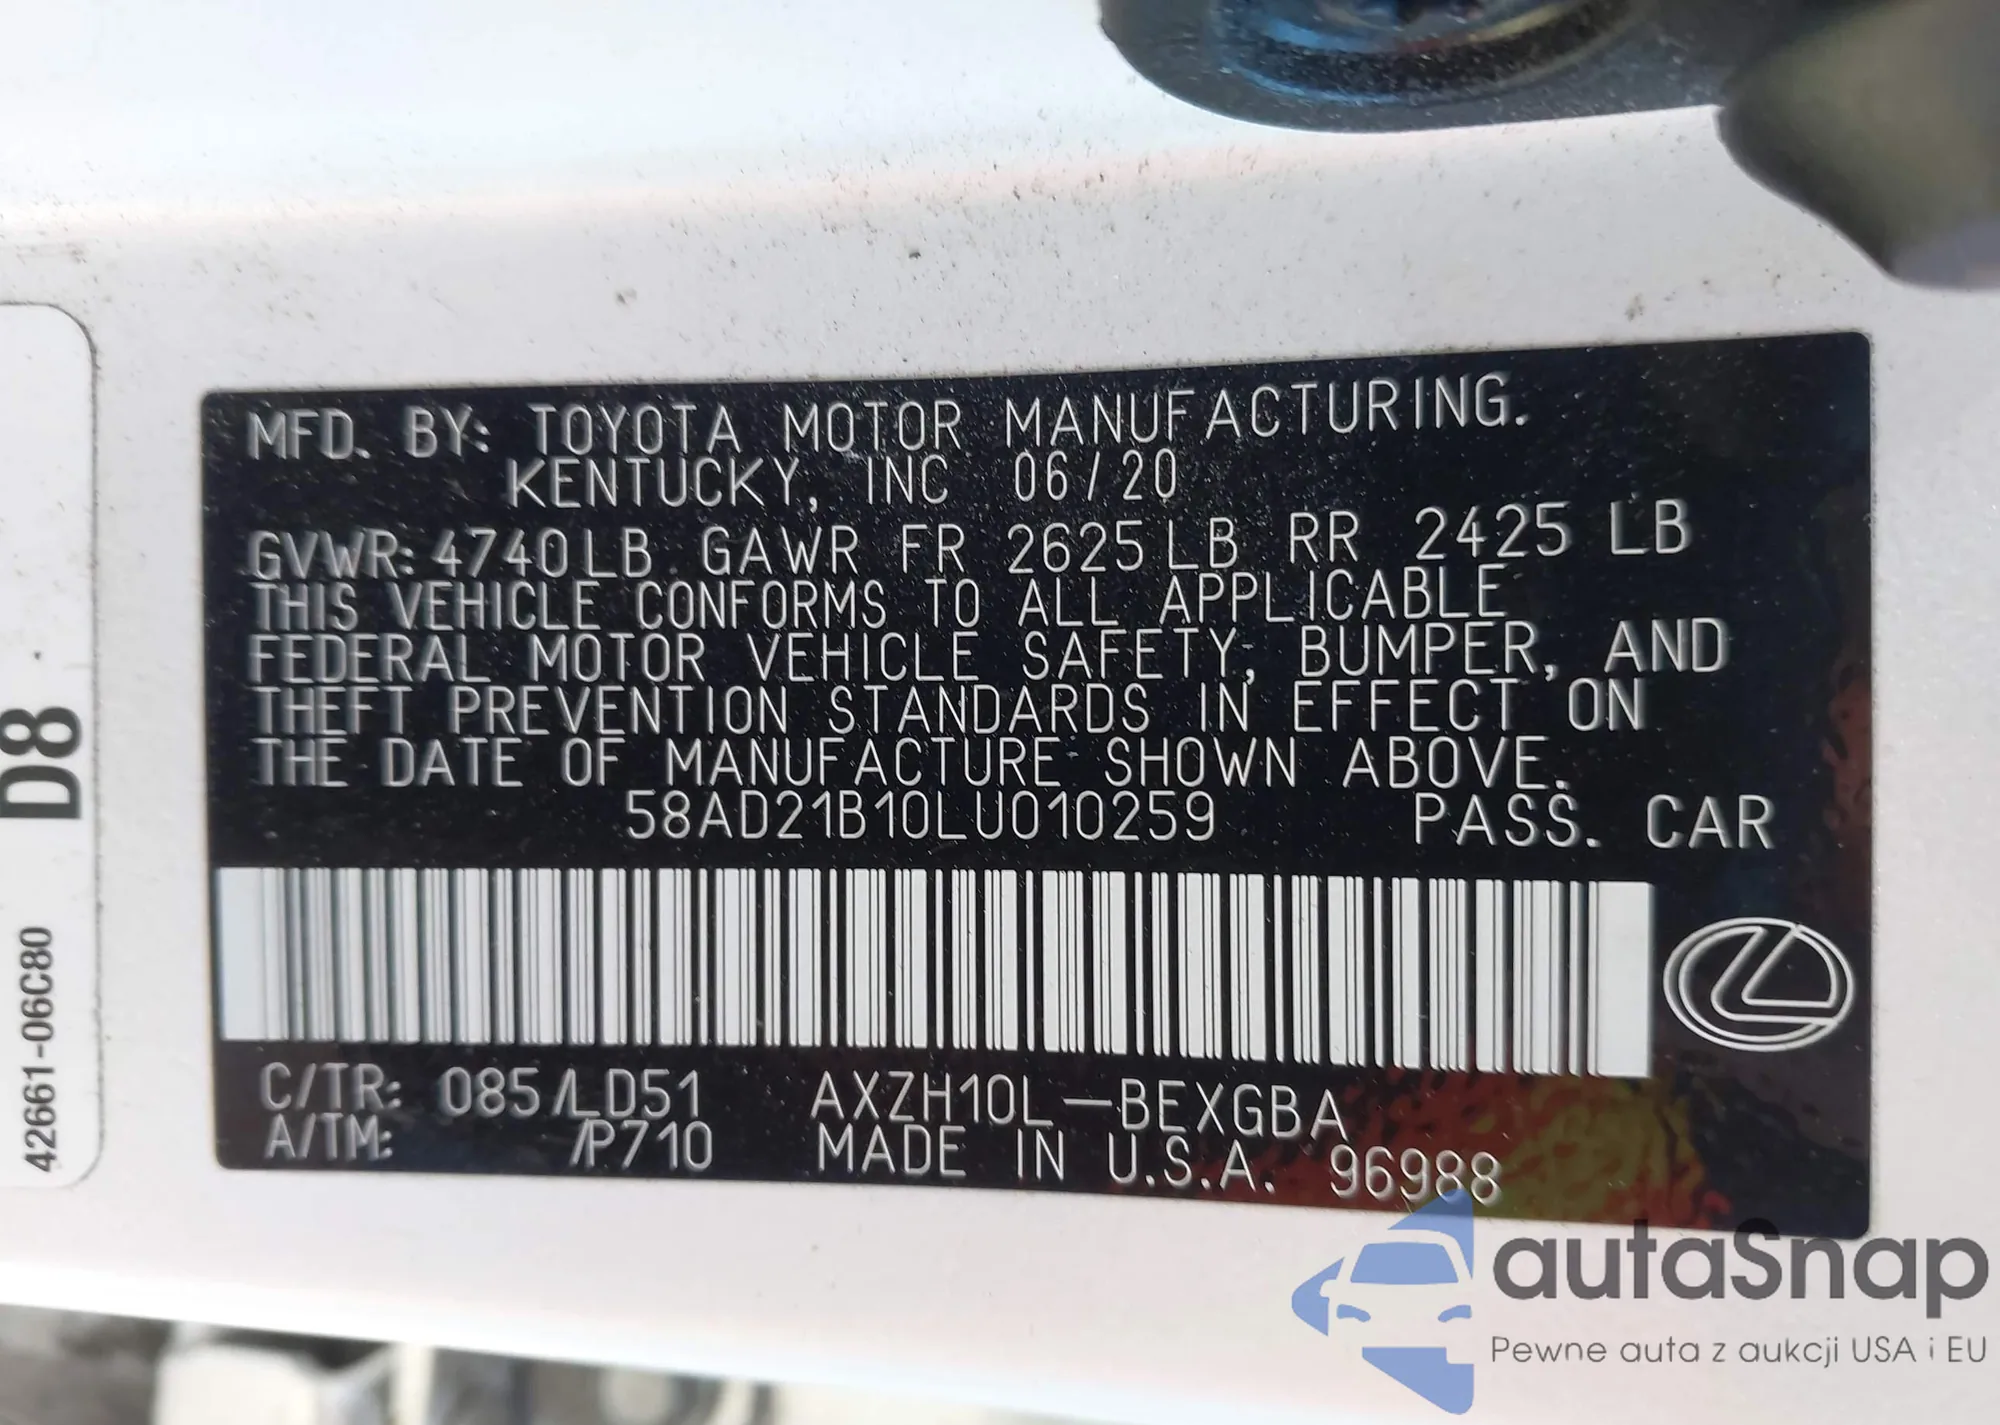 MFD. BY: TOYOTA MOTOR MANUFACTURING.
KENTUCKY, INC 06/20
GVWR: 4740LB GAWR FR 2625LB RR 2425 LB
THIS VEHICLE CONFORMS TO ALL APPLICABLE
FEDERAL MOTOR VEHICLE SAFETY, BUMPER, AND
THEFT PREVENTION STANDARDS IN EFFECT ON
THE DATE OF MANUFACTURE SHOWN ABOVE.
58AD21B10LU010259 PASS. CAR
C/TR: 085/LD51 AXZH10L-BEXGBA
A/TM: /P710 MADE IN U.S.A. 96988
D8
42661-06C80
autaSnap
Pewne auta z aukcji USA i EU